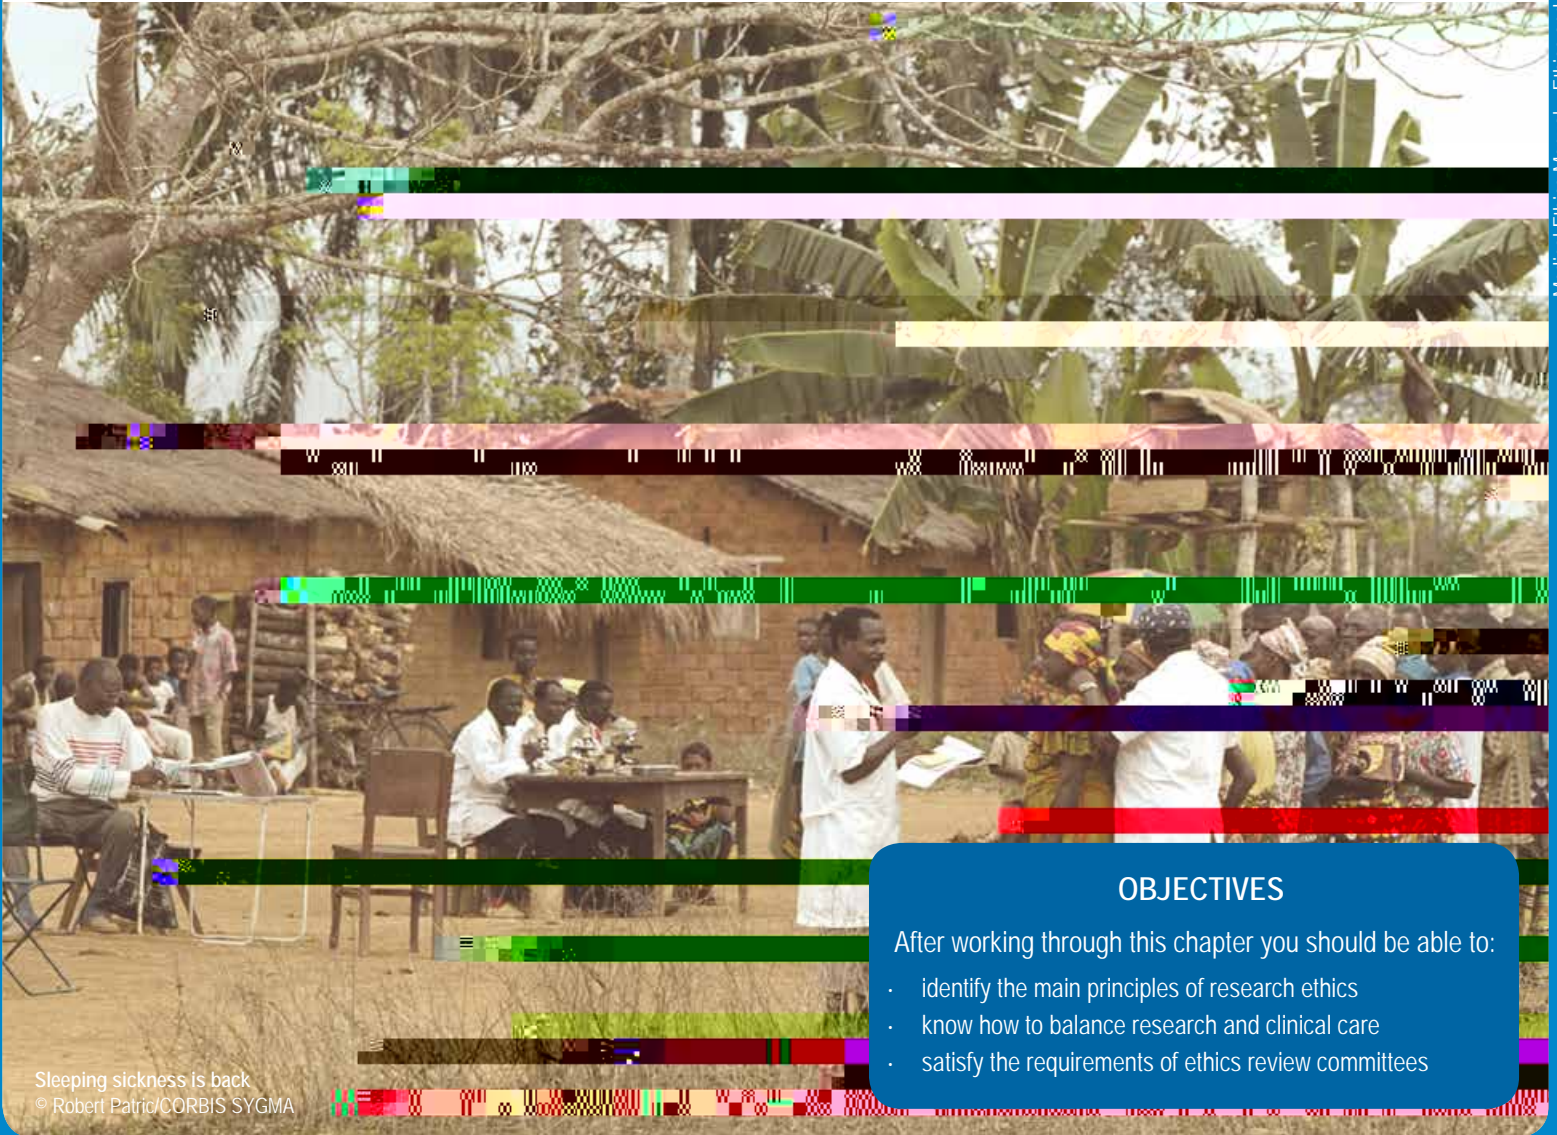 OBJECTIVES
After working through this chapter you should be able to:
· identify the main principles of research ethics
· know how to balance research and clinical care
· satisfy the requirements of ethics review committees
Sleeping sickness is back
© Robert Patric/CORBIS SYGMA